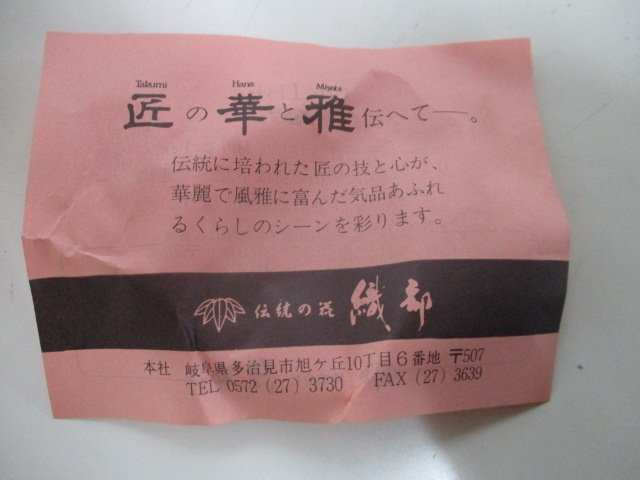 Takumi Hana Miyabi
匠の華と雅伝へて―。
伝統に培われた匠の技と心が、
華麗で風雅に富んだ気品あふれ
るくらしのシーンを彩ります。
伝統の花 織部
本社 岐阜県多治見市旭ケ丘10丁目6番地 〒507
TEL 0572 (27) 3730 FAX (27) 3639